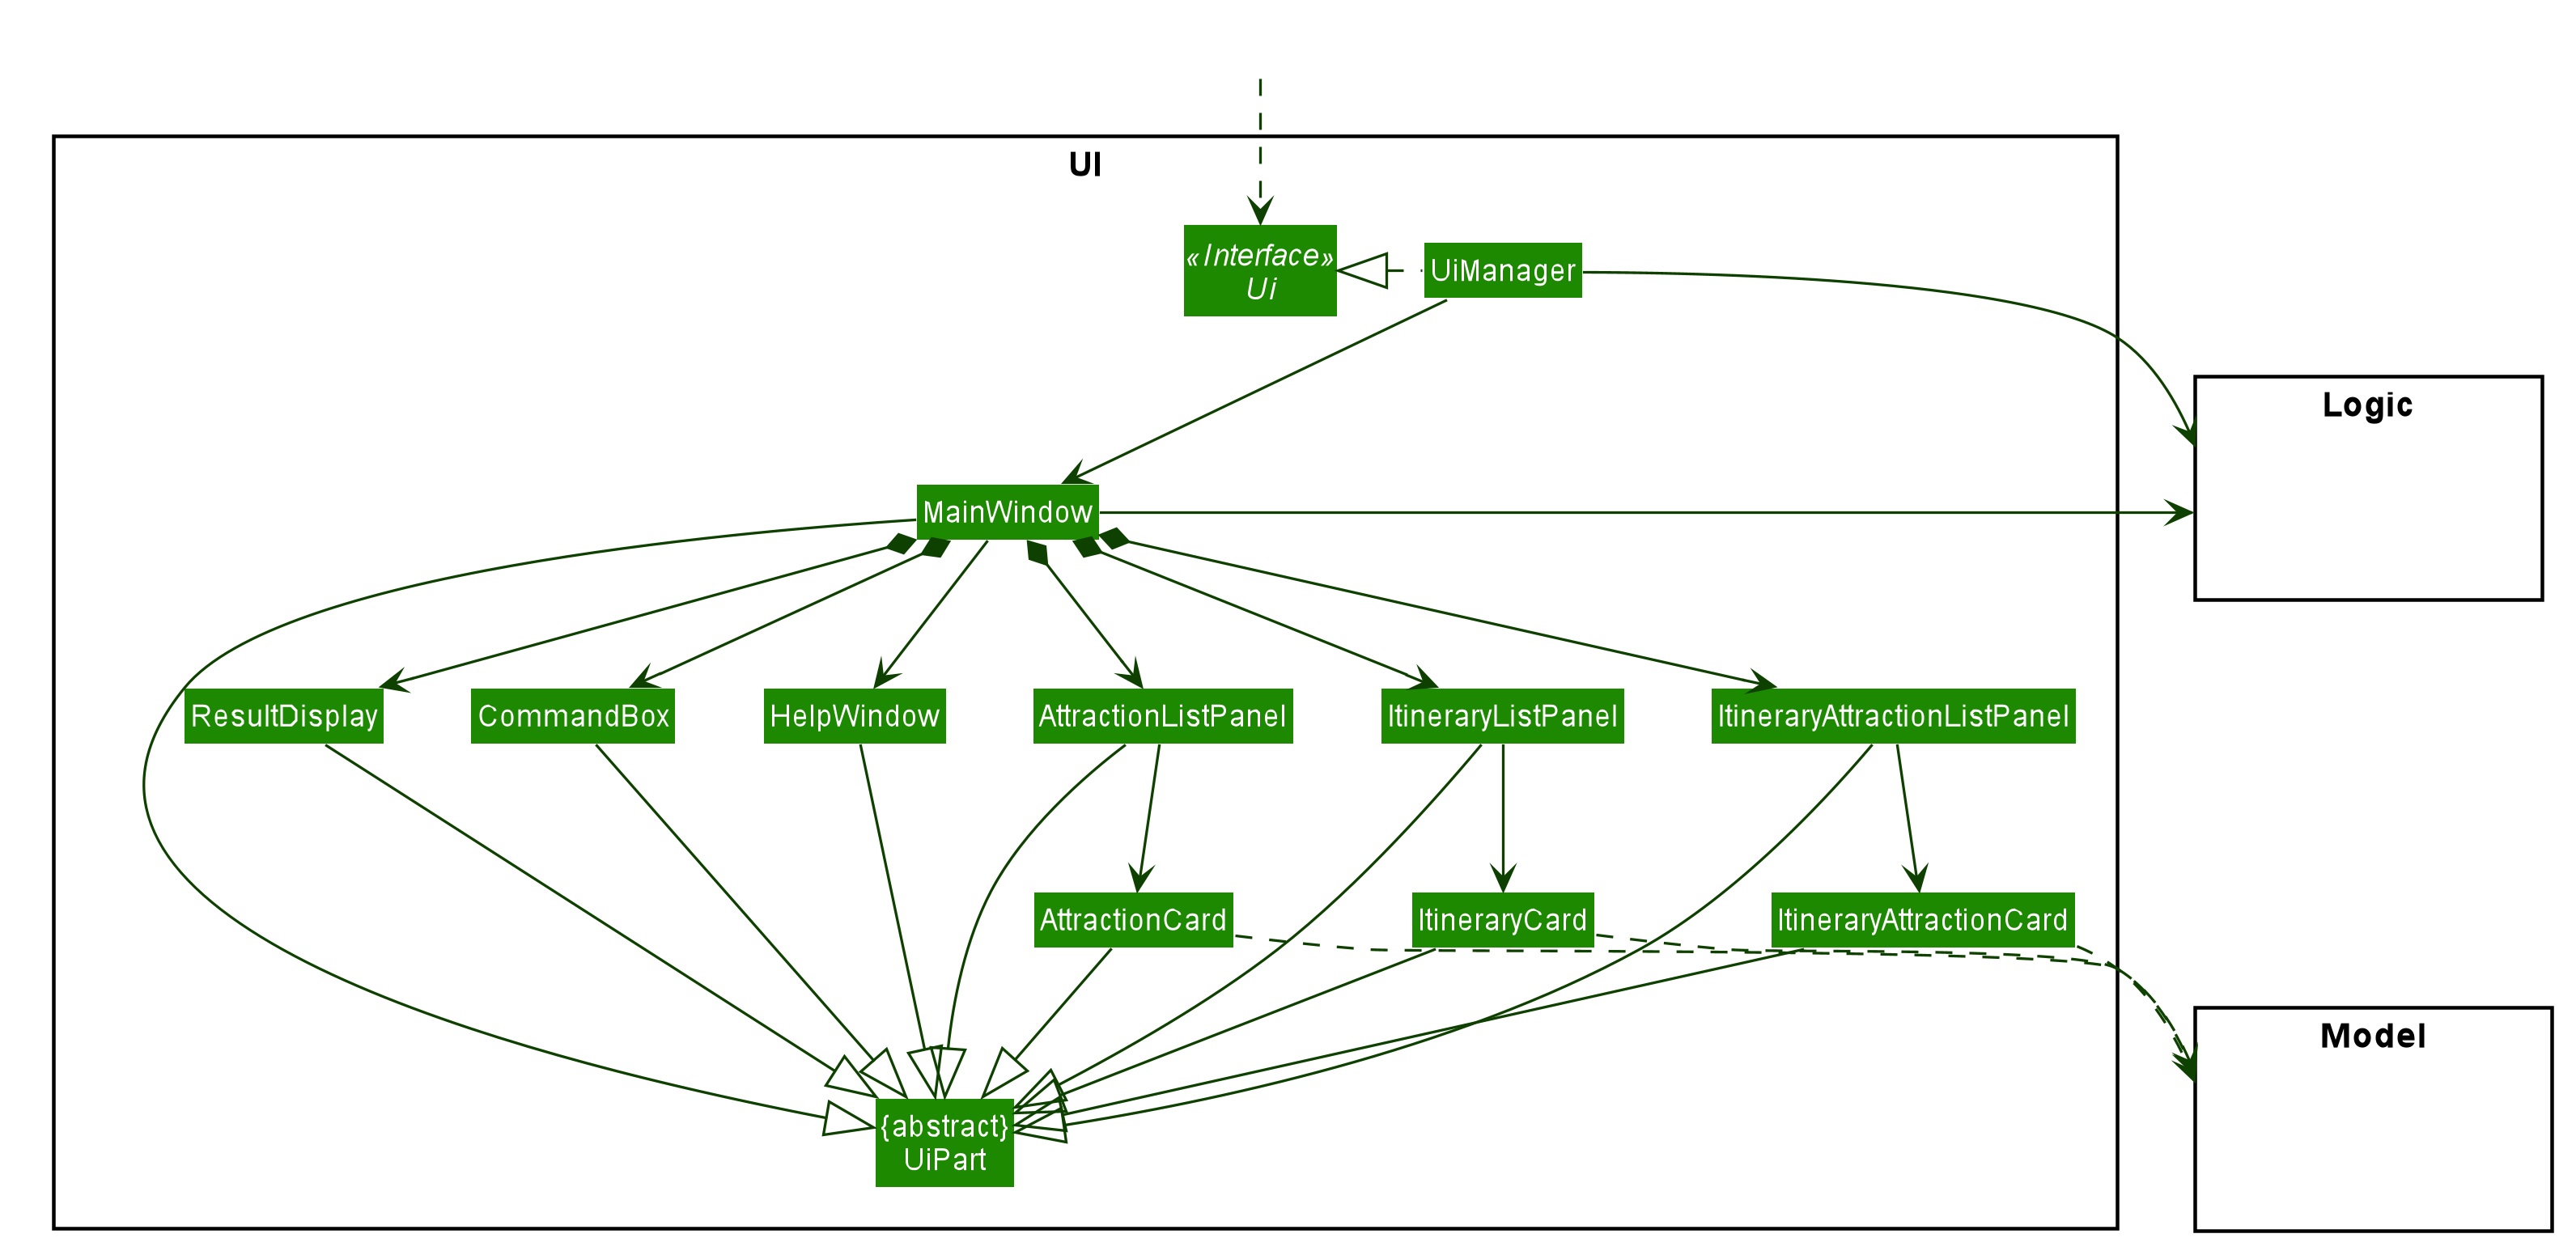 UI
«Interface»
Ui
UiManager
Logic
MainWindow
ResultDisplay
CommandBox
HelpWindow
AttractionListPanel
ItineraryListPanel
ItineraryAttractionListPanel
AttractionCard
ItineraryCard
ItineraryAttractionCard
Model
{abstract}
UiPart